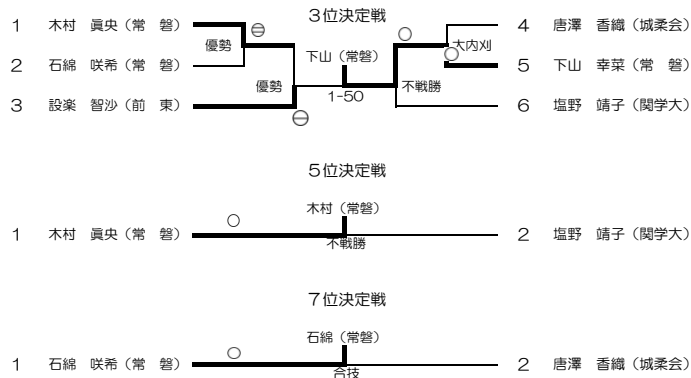 3位決定戦
1 木村 眞央（常 磐）
4 唐澤 香織（城柔会）
優勢
大内刈
下山（常磐）
2 石綿 咲希（常 磐）
5 下山 幸菜（常 磐）
優勢
1-50
不戦勝
3 設楽 智沙（前 東）
6 塩野 靖子（関学大）
5位決定戦
木村（常磐）
1 木村 眞央（常 磐）
2 塩野 靖子（関学大）
不戦勝
7位決定戦
石綿（常磐）
1 石綿 咲希（常 磐）
2 唐澤 香織（城柔会）
合技